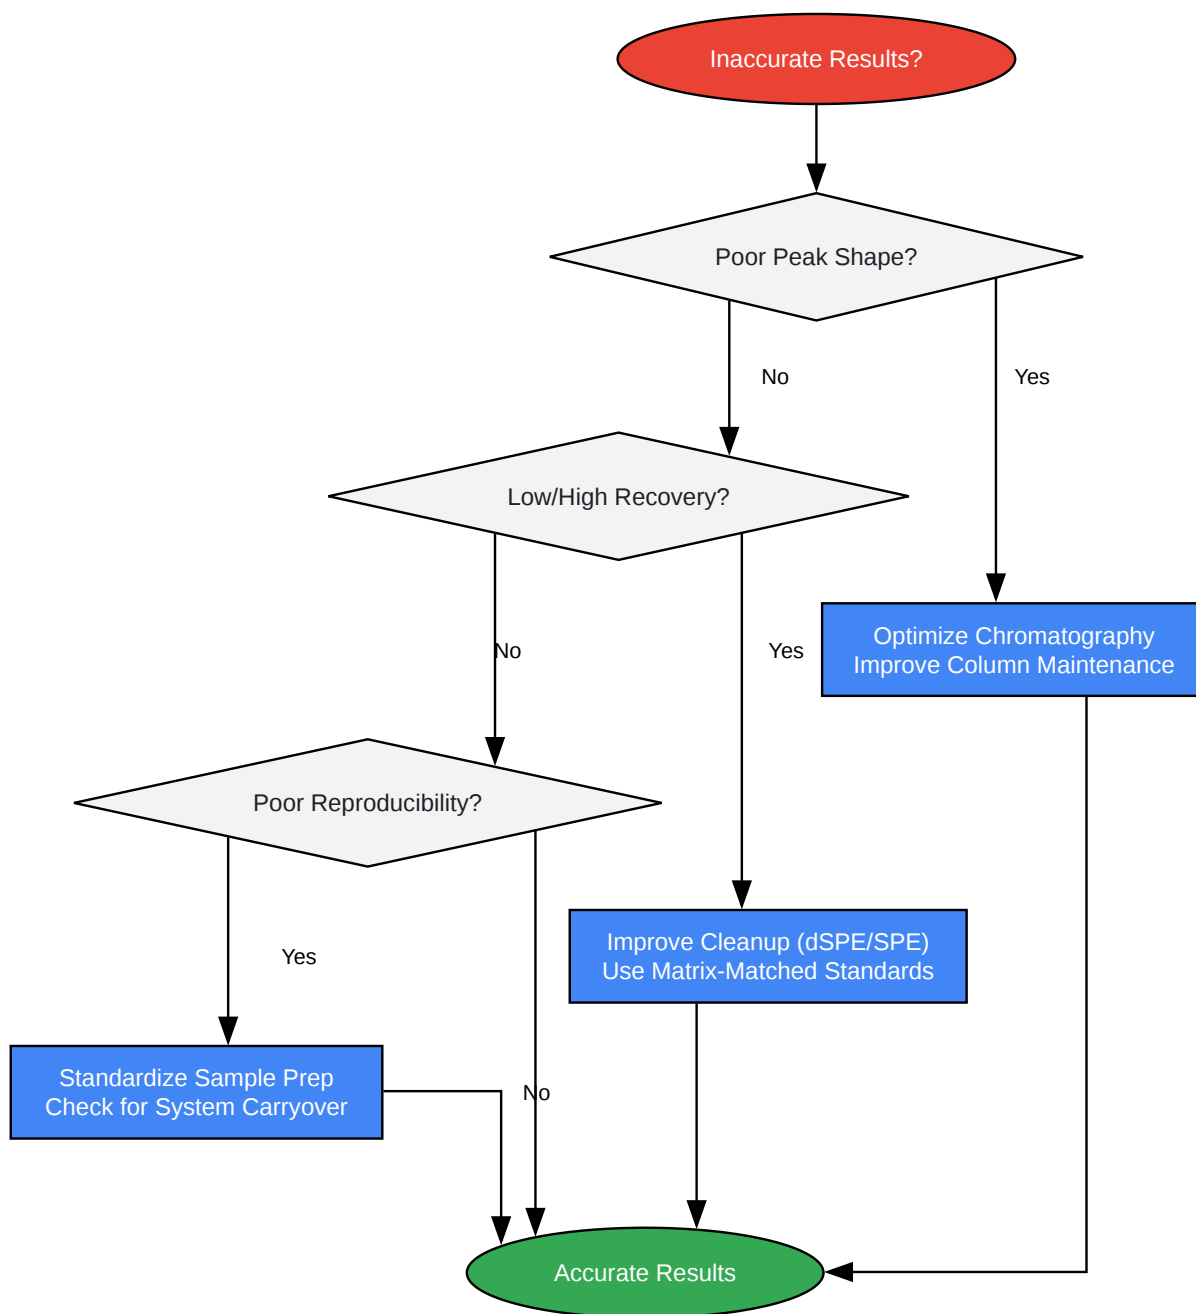 Inaccurate Results?
Poor Peak Shape?
No
Yes
Low/High Recovery?
Optimize Chromatography
Improve Column Maintenance
No
Yes
Poor Reproducibility?
Improve Cleanup (dSPE/SPE)
Use Matrix-Matched Standards
Yes
Standardize Sample Prep
Check for System Carryover
No
Accurate Results